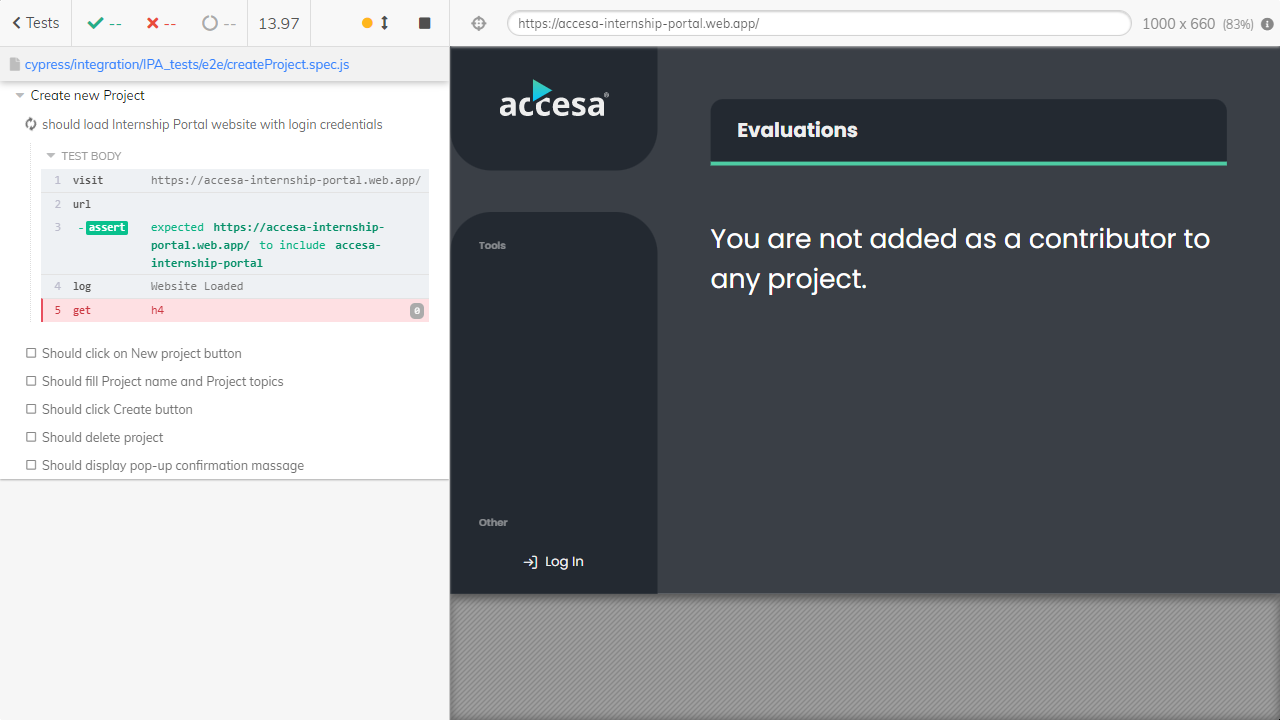 Tests
--
--
--
13.97
https://accesa-internship-portal.web.app/
1000 x 660 (83%)
cypress/integration/IPA_tests/e2e/createProject.spec.js
Create new Project
should load Internship Portal website with login credentials
TEST BODY
1 visit https://accesa-internship-portal.web.app/
2 url
3 -assert expected https://accesa-internship-
portal.web.app/ to include accesa-
internship-portal
4 log Website Loaded
5 get h4 0
Should click on New project button
Should fill Project name and Project topics
Should click Create button
Should delete project
Should display pop-up confirmation massage
accesa®
Evaluations
Tools
You are not added as a contributor to
any project.
Other
Log In